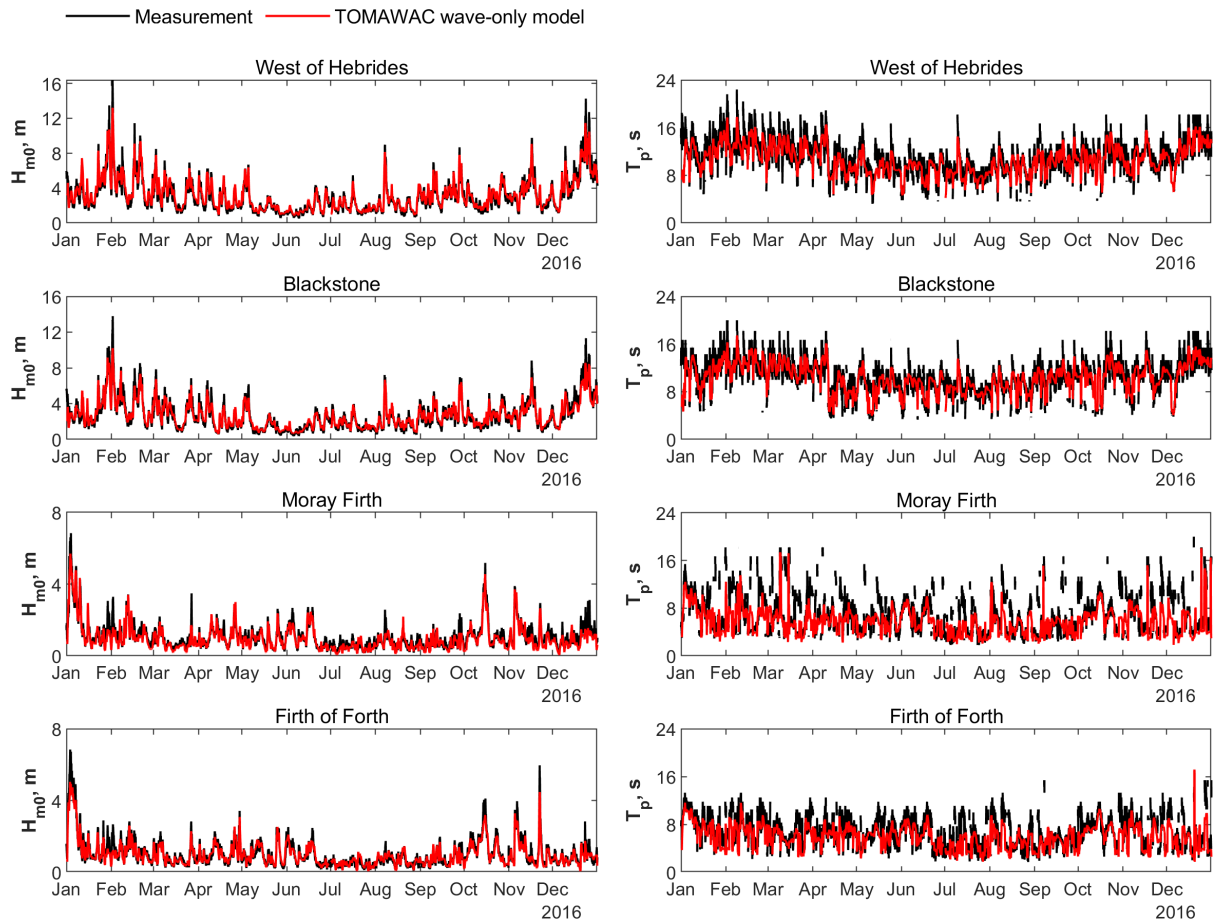 Measurement TOMAWAC wave-only model
West of Hebrides West of Hebrides
16
12
8
4
0
H_m0, m
Jan Feb Mar Apr May Jun Jul Aug Sep Oct Nov Dec
2016
24
16
8
0
T_p, s
Jan Feb Mar Apr May Jun Jul Aug Sep Oct Nov Dec
2016
Blackstone Blackstone
16
12
8
4
0
H_m0, m
Jan Feb Mar Apr May Jun Jul Aug Sep Oct Nov Dec
2016
24
16
8
0
T_p, s
Jan Feb Mar Apr May Jun Jul Aug Sep Oct Nov Dec
2016
Moray Firth Moray Firth
8
4
0
H_m0, m
Jan Feb Mar Apr May Jun Jul Aug Sep Oct Nov Dec
2016
24
16
8
0
T_p, s
Jan Feb Mar Apr May Jun Jul Aug Sep Oct Nov Dec
2016
Firth of Forth Firth of Forth
8
4
0
H_m0, m
Jan Feb Mar Apr May Jun Jul Aug Sep Oct Nov Dec
2016
24
16
8
0
T_p, s
Jan Feb Mar Apr May Jun Jul Aug Sep Oct Nov Dec
2016